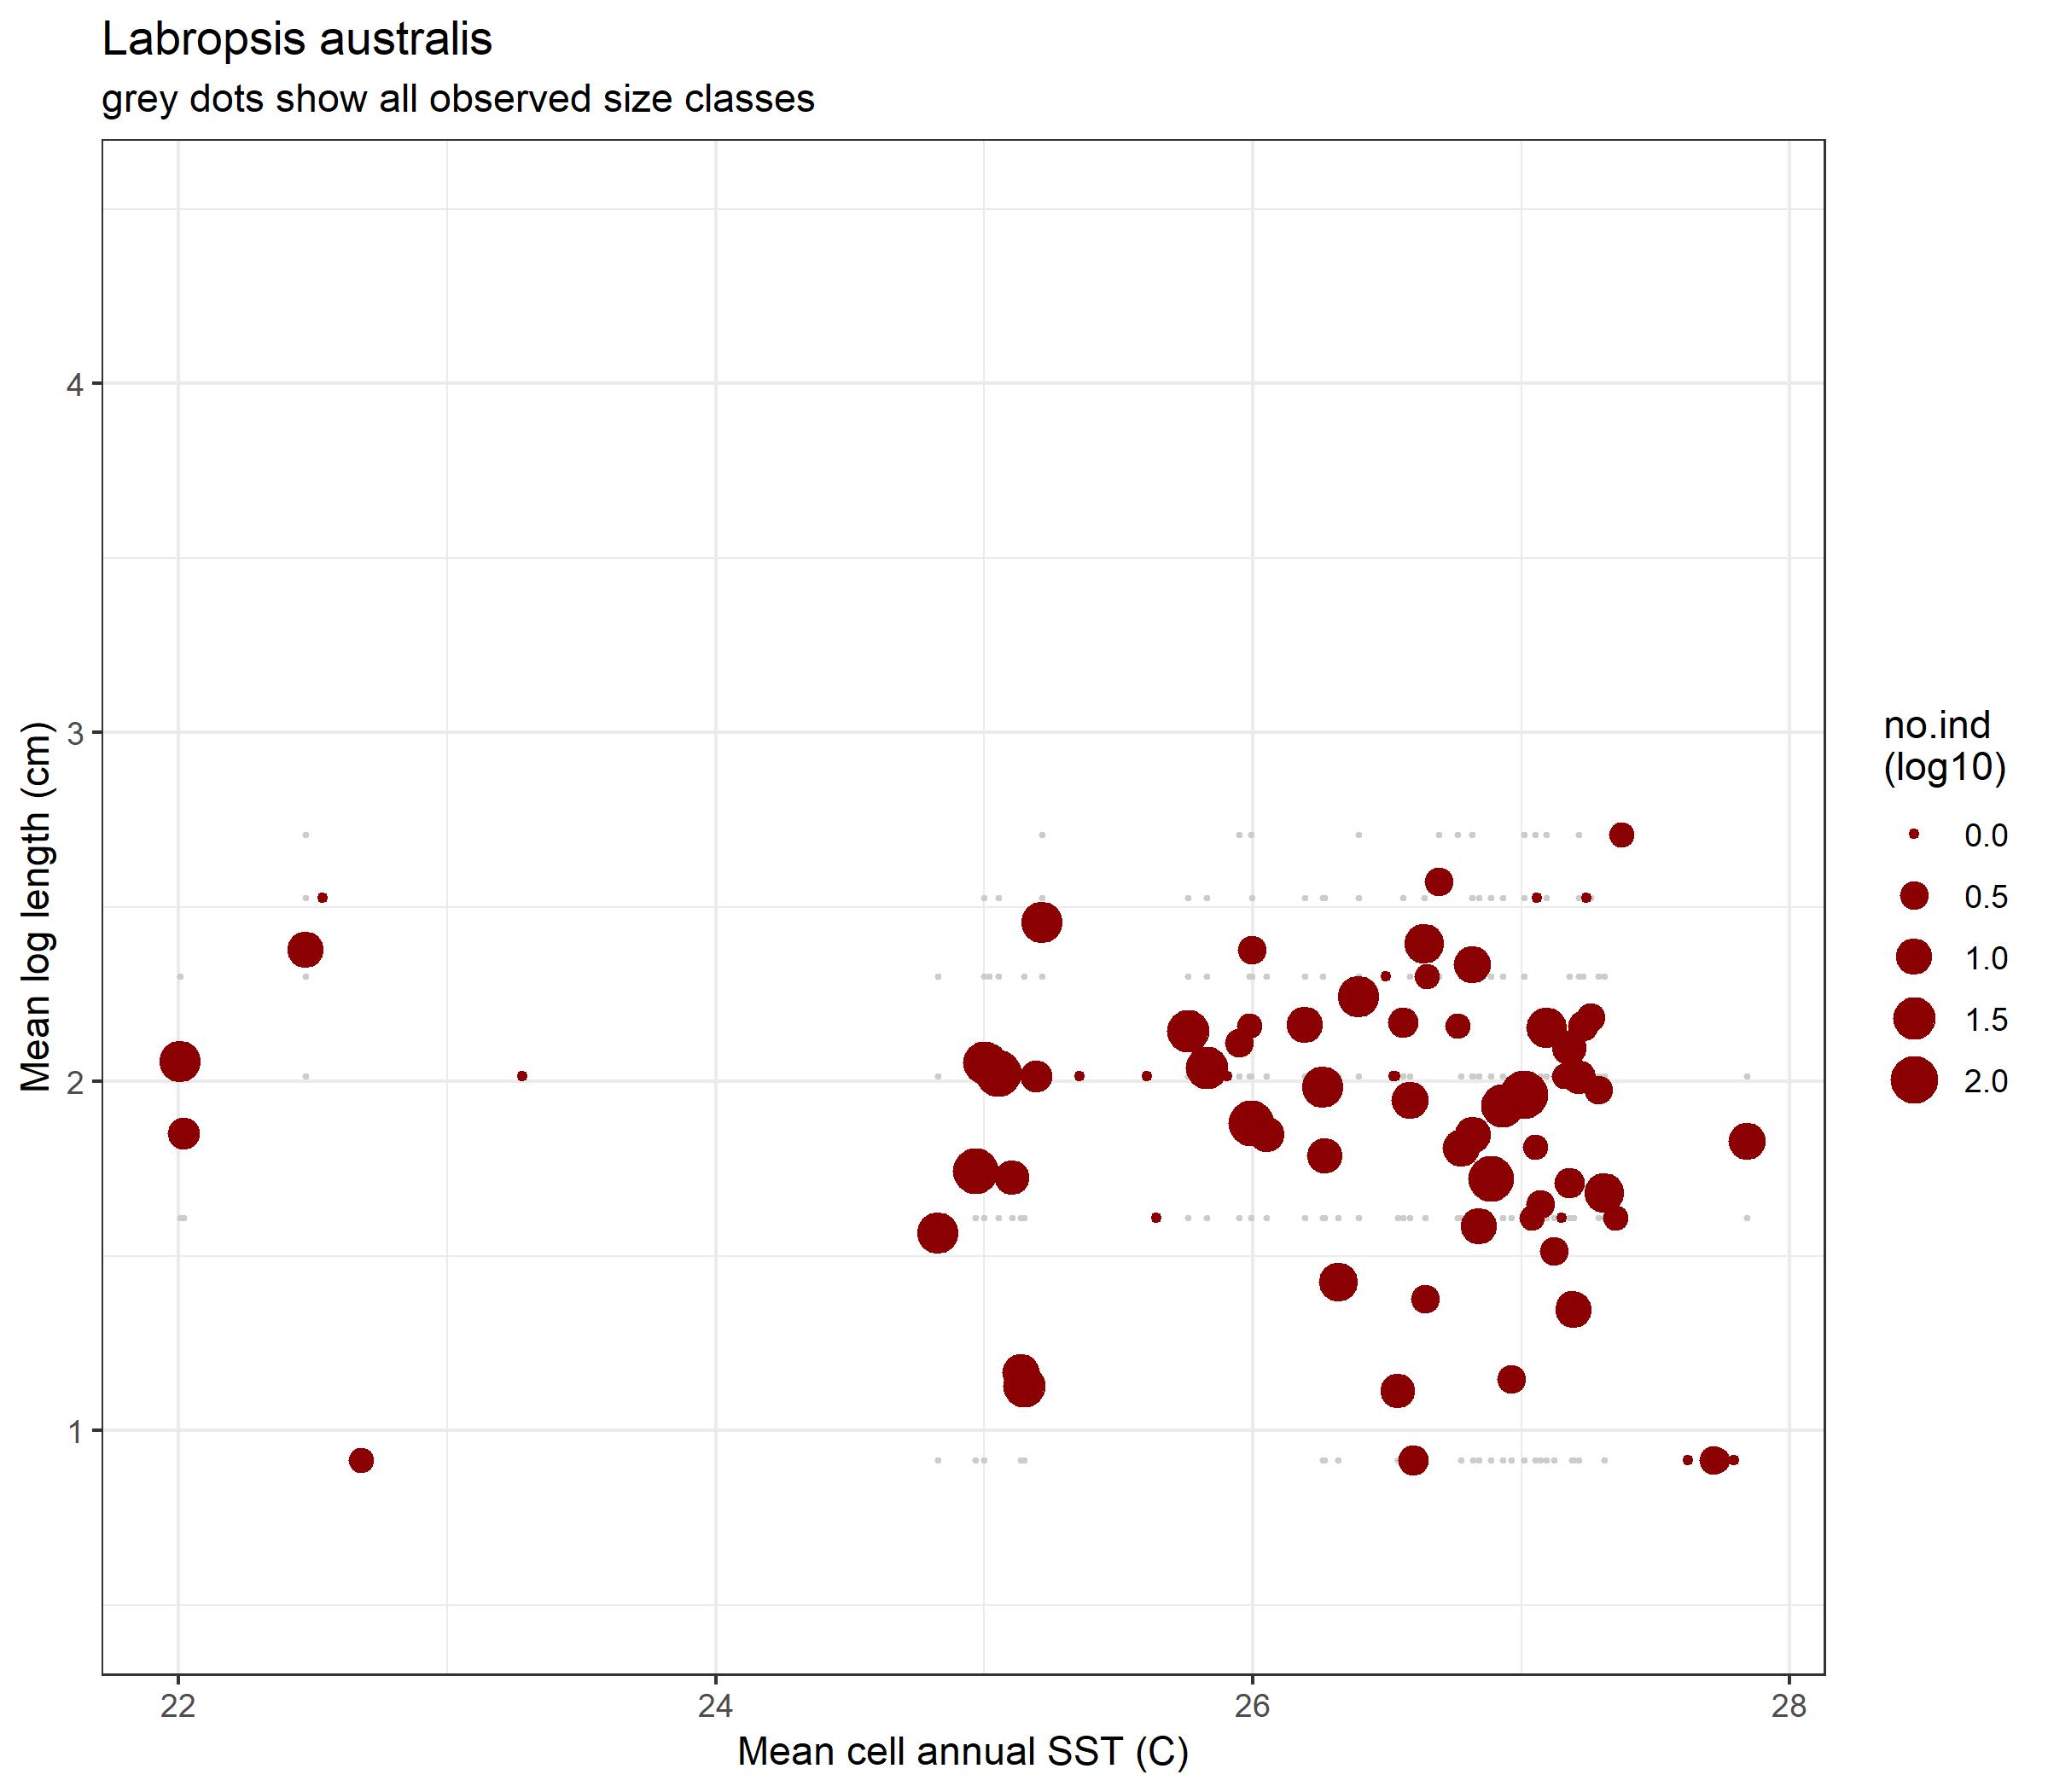 Labropsis australis
grey dots show all observed size classes
Mean log length (cm)
4
3
2
1
22
24
26
28
Mean cell annual SST (C)
no.ind
(log10)
0.0
0.5
1.0
1.5
2.0